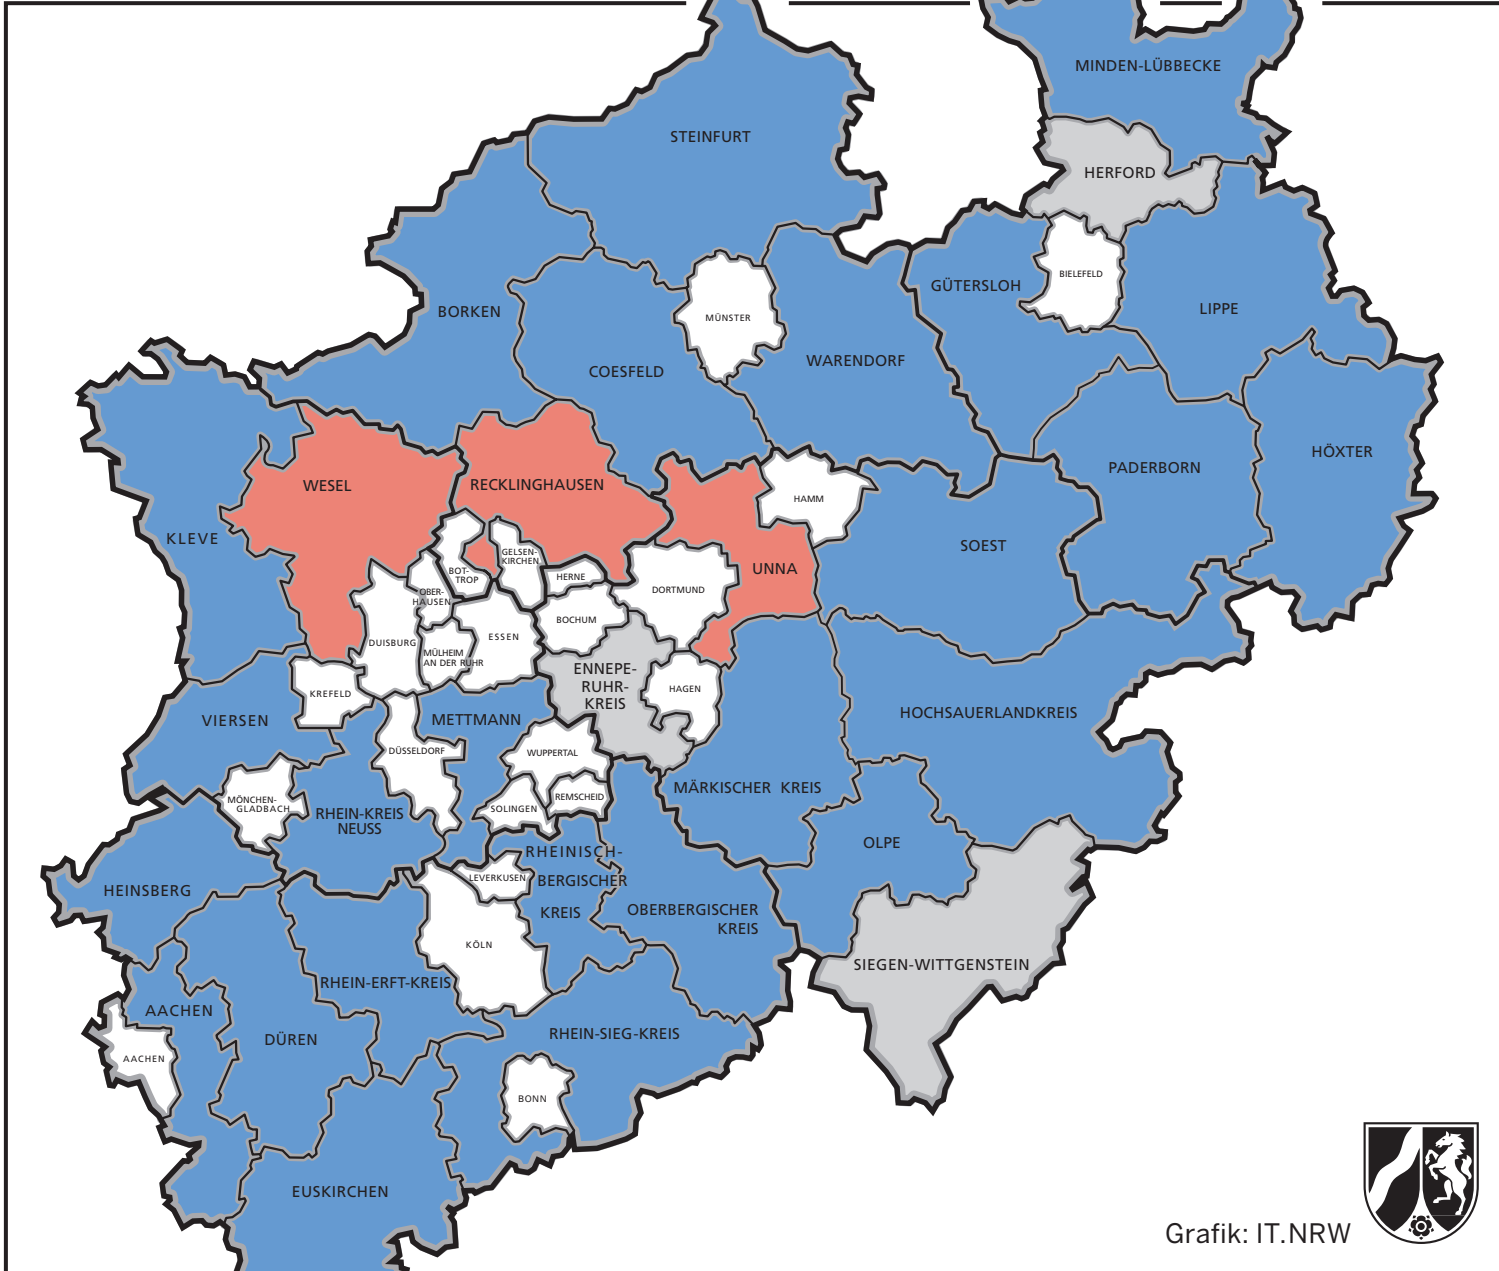 MINDEN-LÜBBECKE
STEINFURT
HERFORD
BIELEFELD
GÜTERSLOH
LIPPE
BORKEN
MÜNSTER
WARENDORF
COESFELD
HÖXTER
PADERBORN
WESEL
RECKLINGHAUSEN
HAMM
KLEVE
SOEST
GELSEN-
KIRCHEN
UNNA
BOT-
TROP
HERNE
DORTMUND
OBER-
HAUSEN
BOCHUM
ESSEN
DUISBURG
MÜLHEIM
AN DER RUHR
ENNEPE-
RUHR-
KREIS
HAGEN
KREFELD
HOCHSAUERLANDKREIS
VIERSEN
METTMANN
DÜSSELDORF
WUPPERTAL
MÄRKISCHER KREIS
REMSCHEID
MÖNCHEN-
GLADBACH
SOLINGEN
RHEIN-KREIS
NEUSS
OLPE
RHEINISCH-
BERGISCHER
KREIS
LEVERKUSEN
HEINSBERG
OBERBERGISCHER
KREIS
KÖLN
SIEGEN-WITTGENSTEIN
RHEIN-ERFT-KREIS
AACHEN
RHEIN-SIEG-KREIS
DÜREN
AACHEN
BONN
EUSKIRCHEN
Grafik: IT.NRW